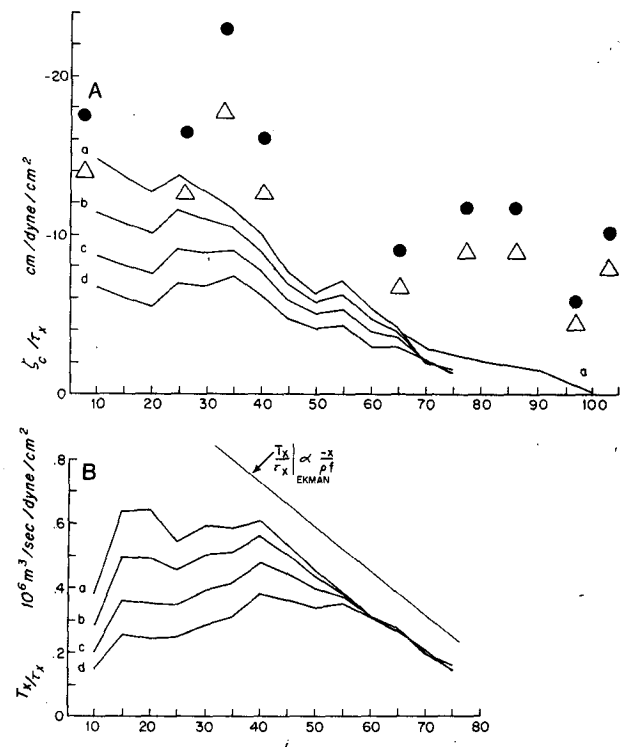 A
-20
-10
0
cm/dyne/cm²
ζc/τx
a
b
c
d
a
10 20 30 40 50 60 70 80 90 100
B
.8
.6
.4
.2
0
10⁶ m³/sec/dyne/cm²
Tx/τx
Tx/τx | EKMAN ∝ -x/ρf
a
b
c
d
10 20 30 40 50 60 70 80
i